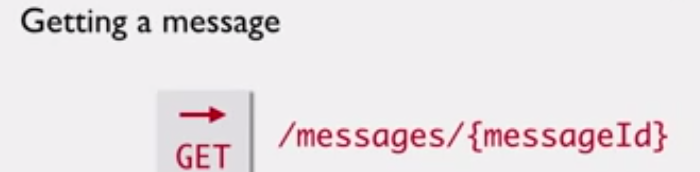 Getting a message
→
GET /messages/{messageId}